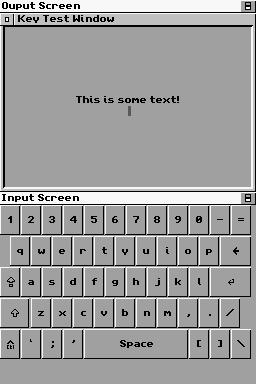 Ouput Screen
Key Test Window
This is some text!
Input Screen
1 2 3 4 5 6 7 8 9 0 - =
q w e r t y u i o p ←
a s d f g h j k l ↵
⇧ z x c v b n m , . /
` ; ' Space [ ] \